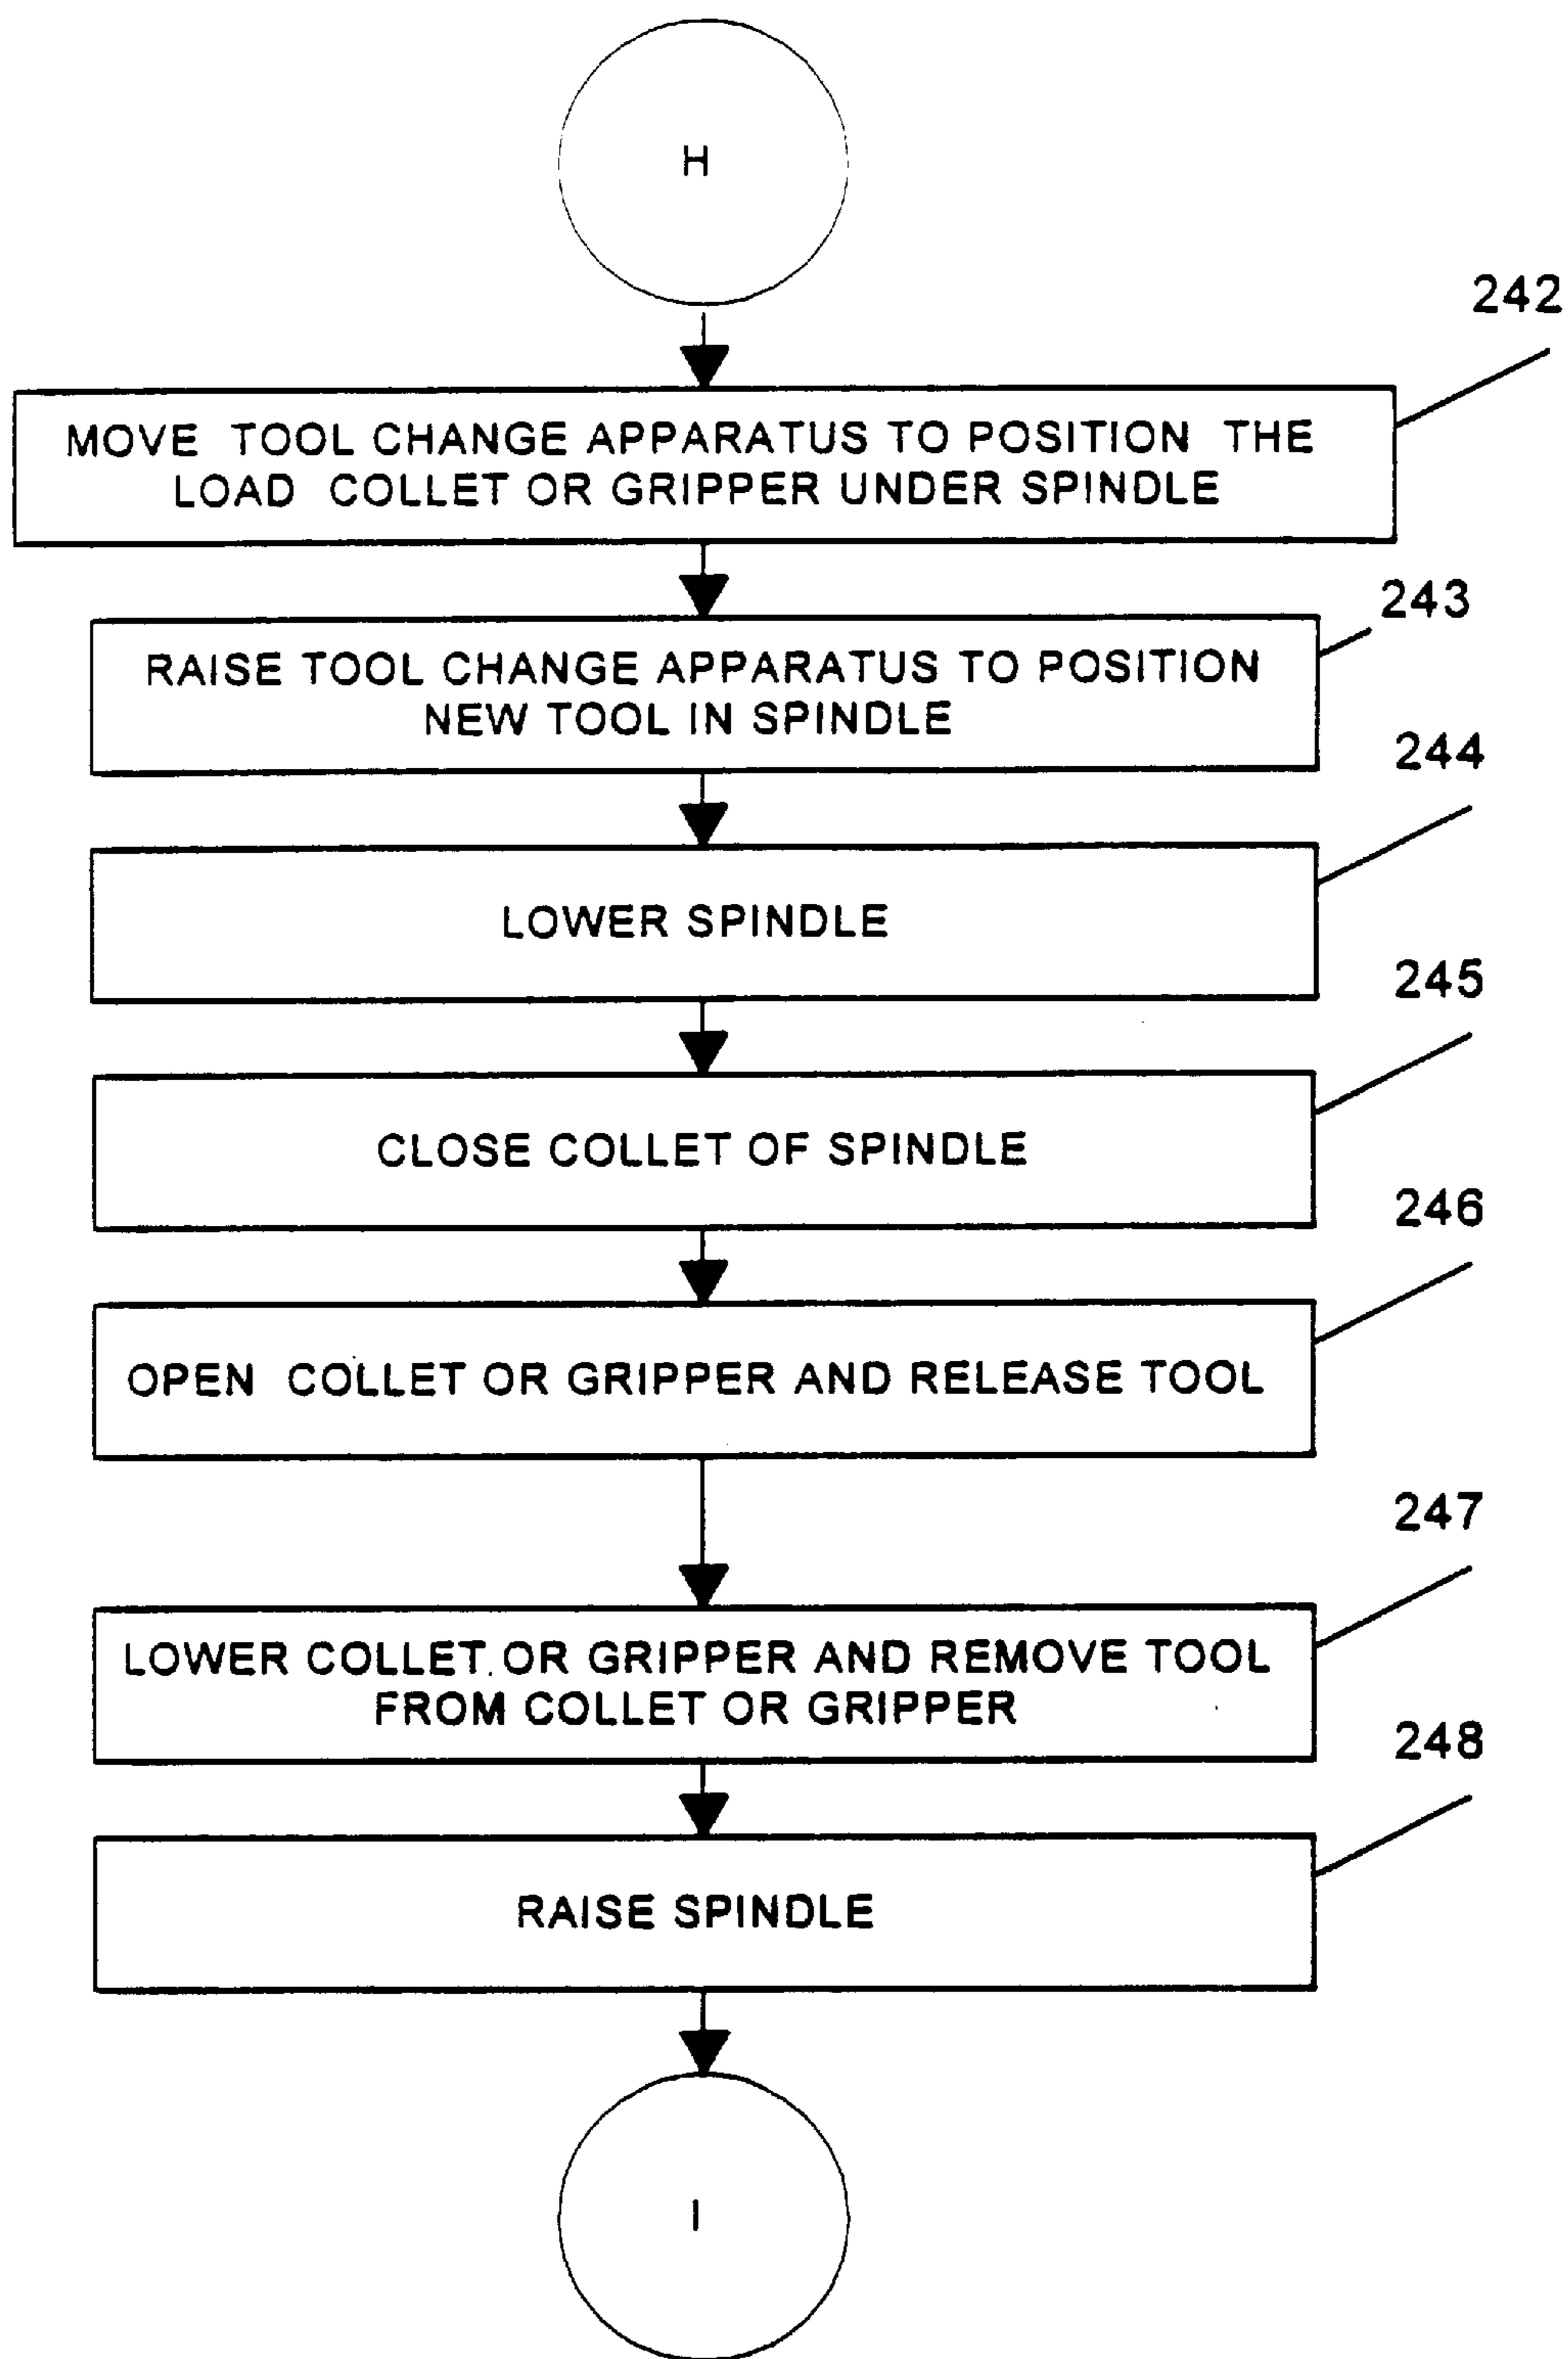 H
242
MOVE TOOL CHANGE APPARATUS TO POSITION THE
LOAD COLLET OR GRIPPER UNDER SPINDLE
243
RAISE TOOL CHANGE APPARATUS TO POSITION
NEW TOOL IN SPINDLE
244
LOWER SPINDLE
245
CLOSE COLLET OF SPINDLE
246
OPEN COLLET OR GRIPPER AND RELEASE TOOL
247
LOWER COLLET OR GRIPPER AND REMOVE TOOL
FROM COLLET OR GRIPPER
248
RAISE SPINDLE
I